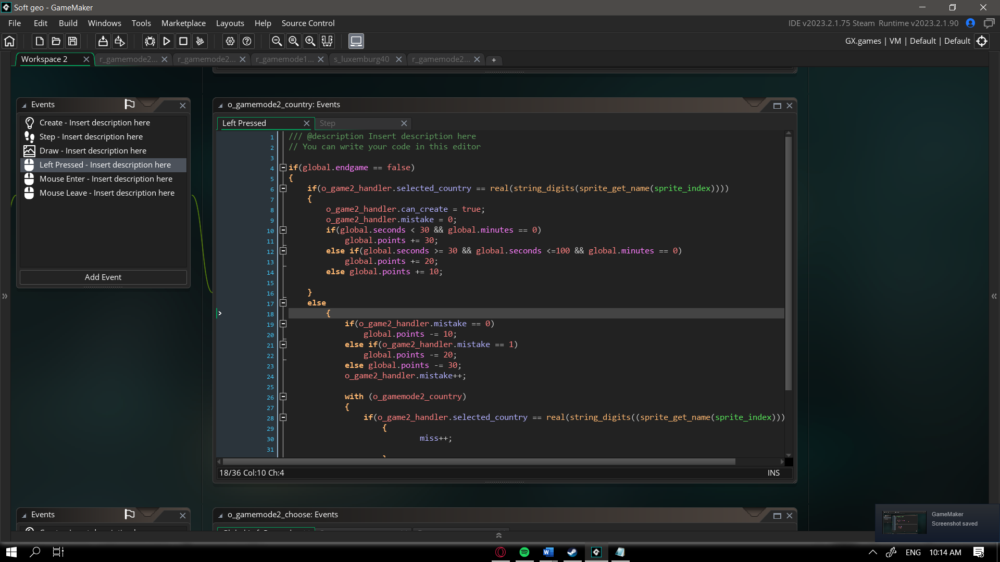 Soft geo - GameMaker
File Edit Build Windows Tools Marketplace Layouts Help Source Control
IDE v2023.2.1.75 Steam Runtime v2023.2.1.90
GX.games | VM | Default | Default
Workspace 2 r_gamemode2... r_gamemode2... r_gamemode1... s_luxemburg40 r_gamemode2... +
Events
Create - Insert description here
Step - Insert description here
Draw - Insert description here
Left Pressed - Insert description here
Mouse Enter - Insert description here
Mouse Leave - Insert description here
Add Event
o_gamemode2_country: Events
Left Pressed Step
1 /// @description Insert description here
2 // You can write your code in this editor
3
4 if(global.endgame == false)
5 {
6 if(o_game2_handler.selected_country == real(string_digits(sprite_get_name(sprite_index))))
7 {
8 o_game2_handler.can_create = true;
9 o_game2_handler.mistake = 0;
10 if(global.seconds < 30 && global.minutes == 0)
11 global.points += 30;
12 else if(global.seconds >= 30 && global.seconds <=100 && global.minutes == 0)
13 global.points += 20;
14 else global.points += 10;
15
16 }
17 else
18 {
19 if(o_game2_handler.mistake == 0)
20 global.points -= 10;
21 else if(o_game2_handler.mistake == 1)
22 global.points -= 20;
23 else global.points -= 30;
24 o_game2_handler.mistake++;
25
26 with (o_gamemode2_country)
27 {
28 if(o_game2_handler.selected_country == real(string_digits((sprite_get_name(sprite_index)))
29 {
30 miss++;
31
18/36 Col:10 Ch:4 INS
Events
o_gamemode2_choose: Events
GameMaker
Screenshot saved
ENG 10:14 AM